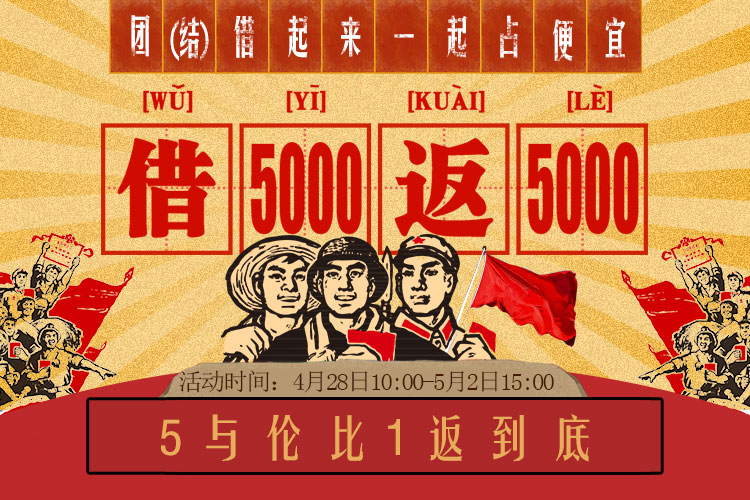 团(结)借起来一起占便宜
[WǓ] [YĪ] [KUÀI] [LÈ]
借 5000 返 5000
活动时间：4月28日10:00-5月2日15:00
5与伦比1返到底